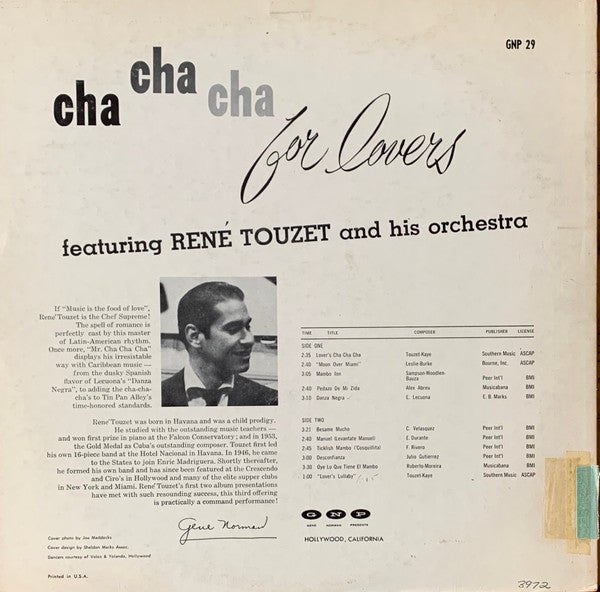 GNP 29
cha cha cha
for lovers
featuring RENÉ TOUZET and his orchestra
If "Music is the food of love",
René Touzet is the Chef Supreme!
The spell of romance is
perfectly cast by this master
of Latin-American rhythm.
Once more, "Mr. Cha Cha Cha"
displays his irresistable
way with Caribbean music —
from the dusky Spanish
flavor of Lecuona's "Danza
Negra", to adding the cha-cha-
cha's to Tin Pan Alley's
time-honored standards.
René Touzet was born in Havana and was a child prodigy.
He studied with the outstanding music teachers —
and won first prize in piano at the Falcon Conservatory; and in 1953,
the Gold Medal as Cuba's outstanding composer. Touzet first led
his own 16-piece band at the Hotel Nacional in Havana. In 1946, he came
to the States to join Enric Madriguera. Shortly thereafter,
he formed his own band and has since been featured at the Crescendo
and Ciro's in Hollywood and many of the elite supper clubs
in New York and Miami. René Touzet's first two album presentations
have met with such resounding success, this third offering
is practically a command performance!
Gene Norman
Cover photo by Joe Maddocks
Cover design by Sheldon Marks Assoc.
Dancers courtesy of Veloz & Yolanda, Hollywood
Printed in U.S.A.
TIME TITLE COMPOSER PUBLISHER LICENSE
SIDE ONE
2:35 Lover's Cha Cha Cha Touzet-Kaye Southern Music ASCAP
2:40 "Moon Over Miami" Leslie-Burke Bourne, Inc. ASCAP
3:05 Mambo Inn Sampson-Woodlen-
Bauza Peer Int'l BMI
2:40 Pedazo De Mi Zida Alex Abreu Musicabana BMI
3:10 Danza Negra E. Lecuona E. B. Marks BMI
SIDE TWO
3:21 Besame Mucho C. Velasquez Peer Int'l BMI
2:40 Manuel (Levantate Manuel) E. Durante Peer Int'l BMI
2:45 Ticklish Mambo (Cosquillita) F. Rivero Peer Int'l BMI
3:00 Desconfianza Julio Gutierrez Peer Int'l BMI
3:30 Oye Lo Que Tiene El Mambo Roberto-Moreira Musicabana BMI
1:00 "Lover's Lullaby" Touzet-Kaye Southern Music ASCAP
GNP
GENE NORMAN PRESENTS
HOLLYWOOD, CALIFORNIA
3972